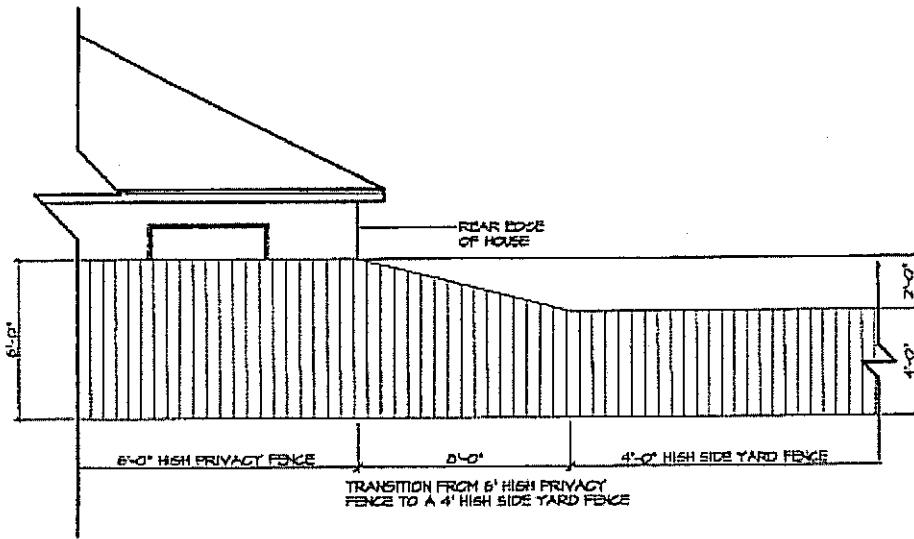 REAR EDGE
OF HOUSE
6'-0"
2'-0"
4'-0"
6'-0" HIGH PRIVACY FENCE
8'-0"
4'-0" HIGH SIDE YARD FENCE
TRANSITION FROM 6' HIGH PRIVACY
FENCE TO A 4' HIGH SIDE YARD FENCE